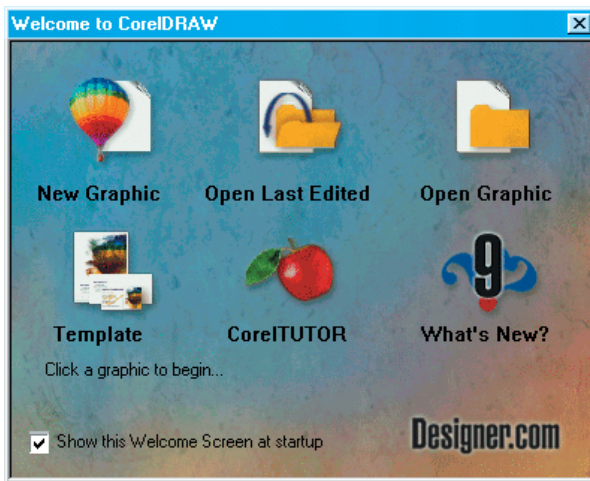 Welcome to CorelDRAW
New Graphic
Open Last Edited
Open Graphic
9
Template
CorelTUTOR
What's New?
Click a graphic to begin...
Show this Welcome Screen at startup
Designer.com